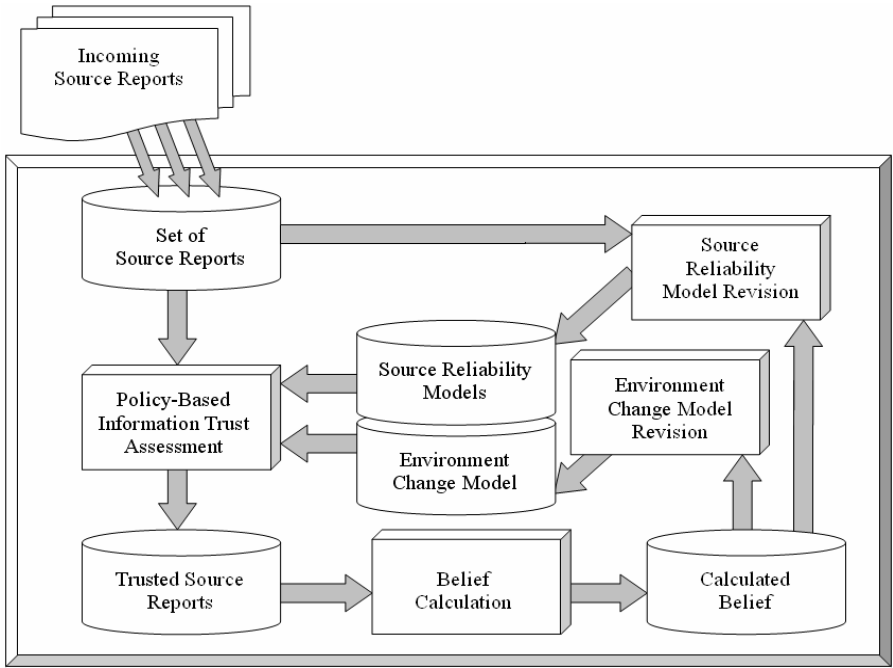 Incoming
Source Reports
Set of
Source Reports
Source
Reliability
Model Revision
Source Reliability
Models
Environment
Change Model
Revision
Policy-Based
Information Trust
Assessment
Environment
Change Model
Trusted Source
Reports
Belief
Calculation
Calculated
Belief